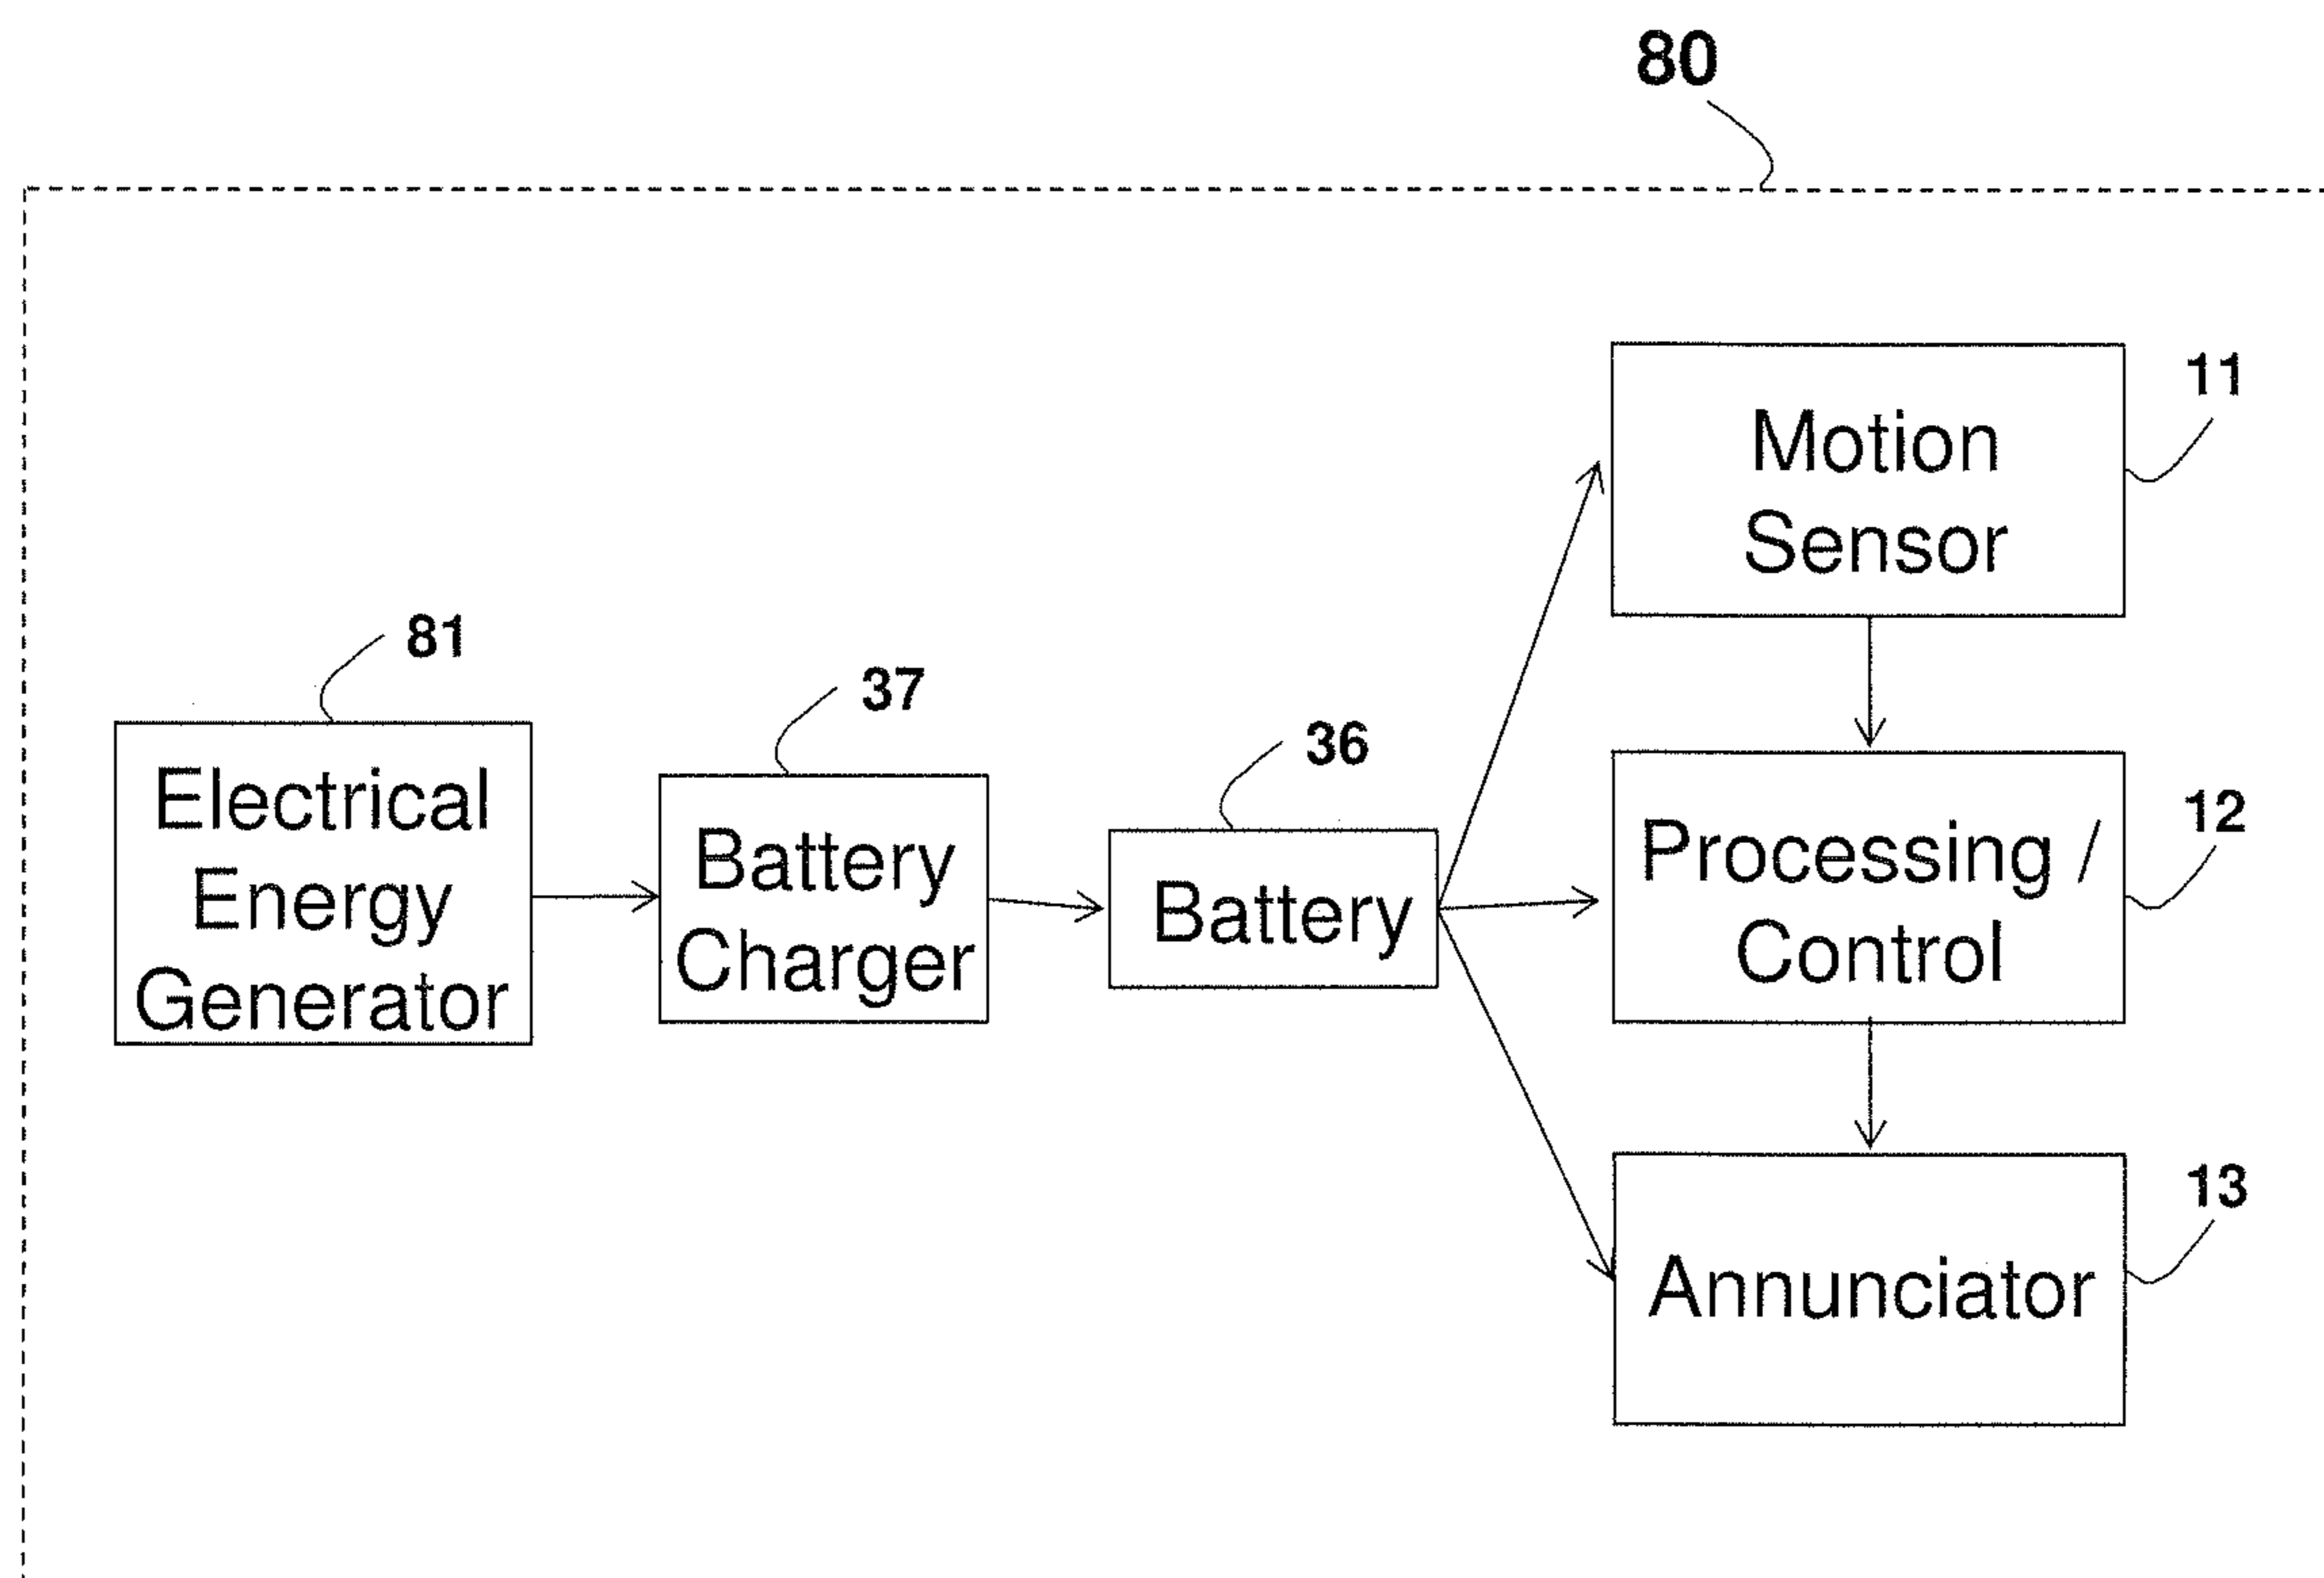 80
Motion
Sensor
11
81
Electrical
Energy
Generator
37
Battery
Charger
36
Battery
Processing /
Control
12
Annunciator
13